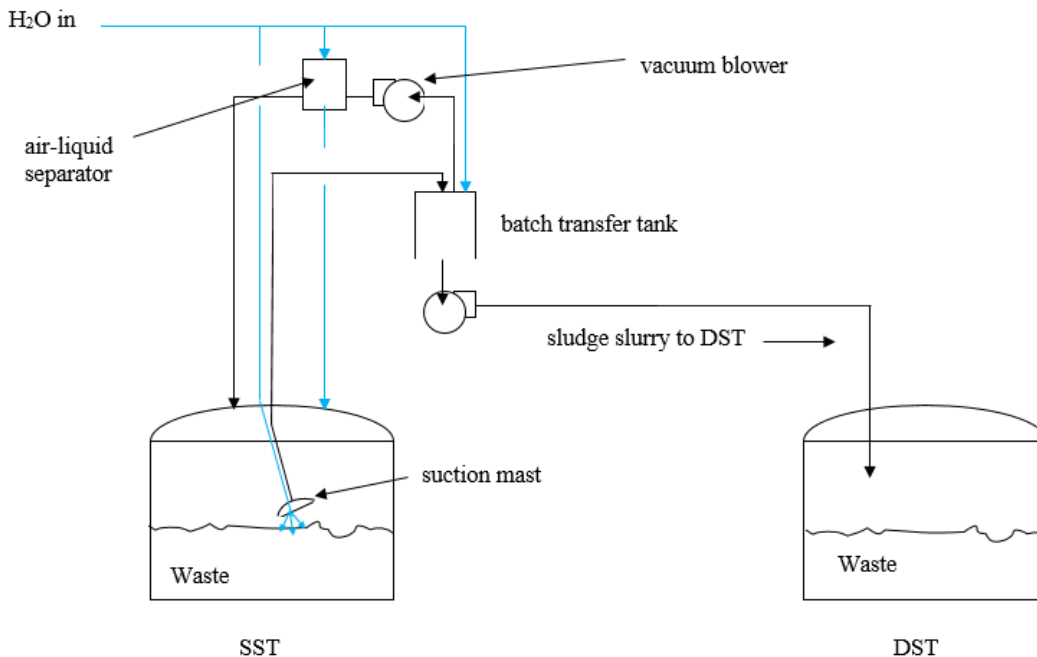 H₂O in
vacuum blower
air-liquid
separator
batch transfer tank
sludge slurry to DST
suction mast
Waste
Waste
SST
DST